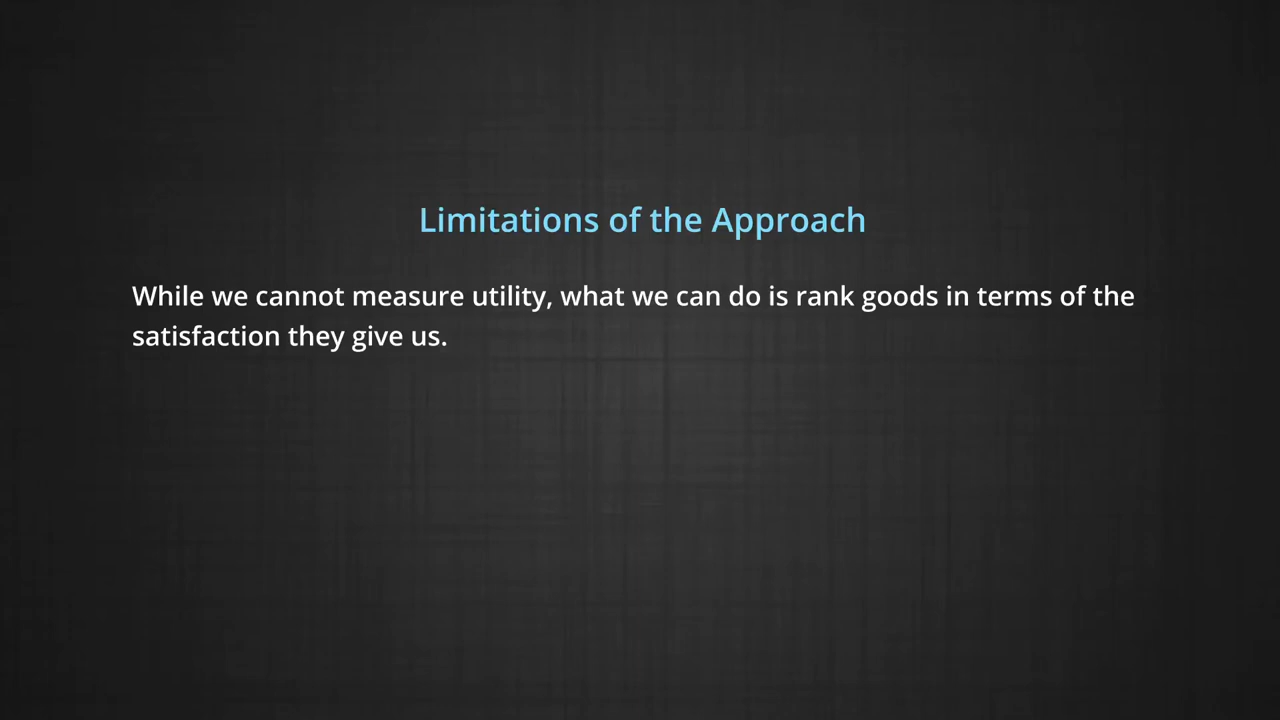 Limitations of the Approach
While we cannot measure utility, what we can do is rank goods in terms of the
satisfaction they give us.